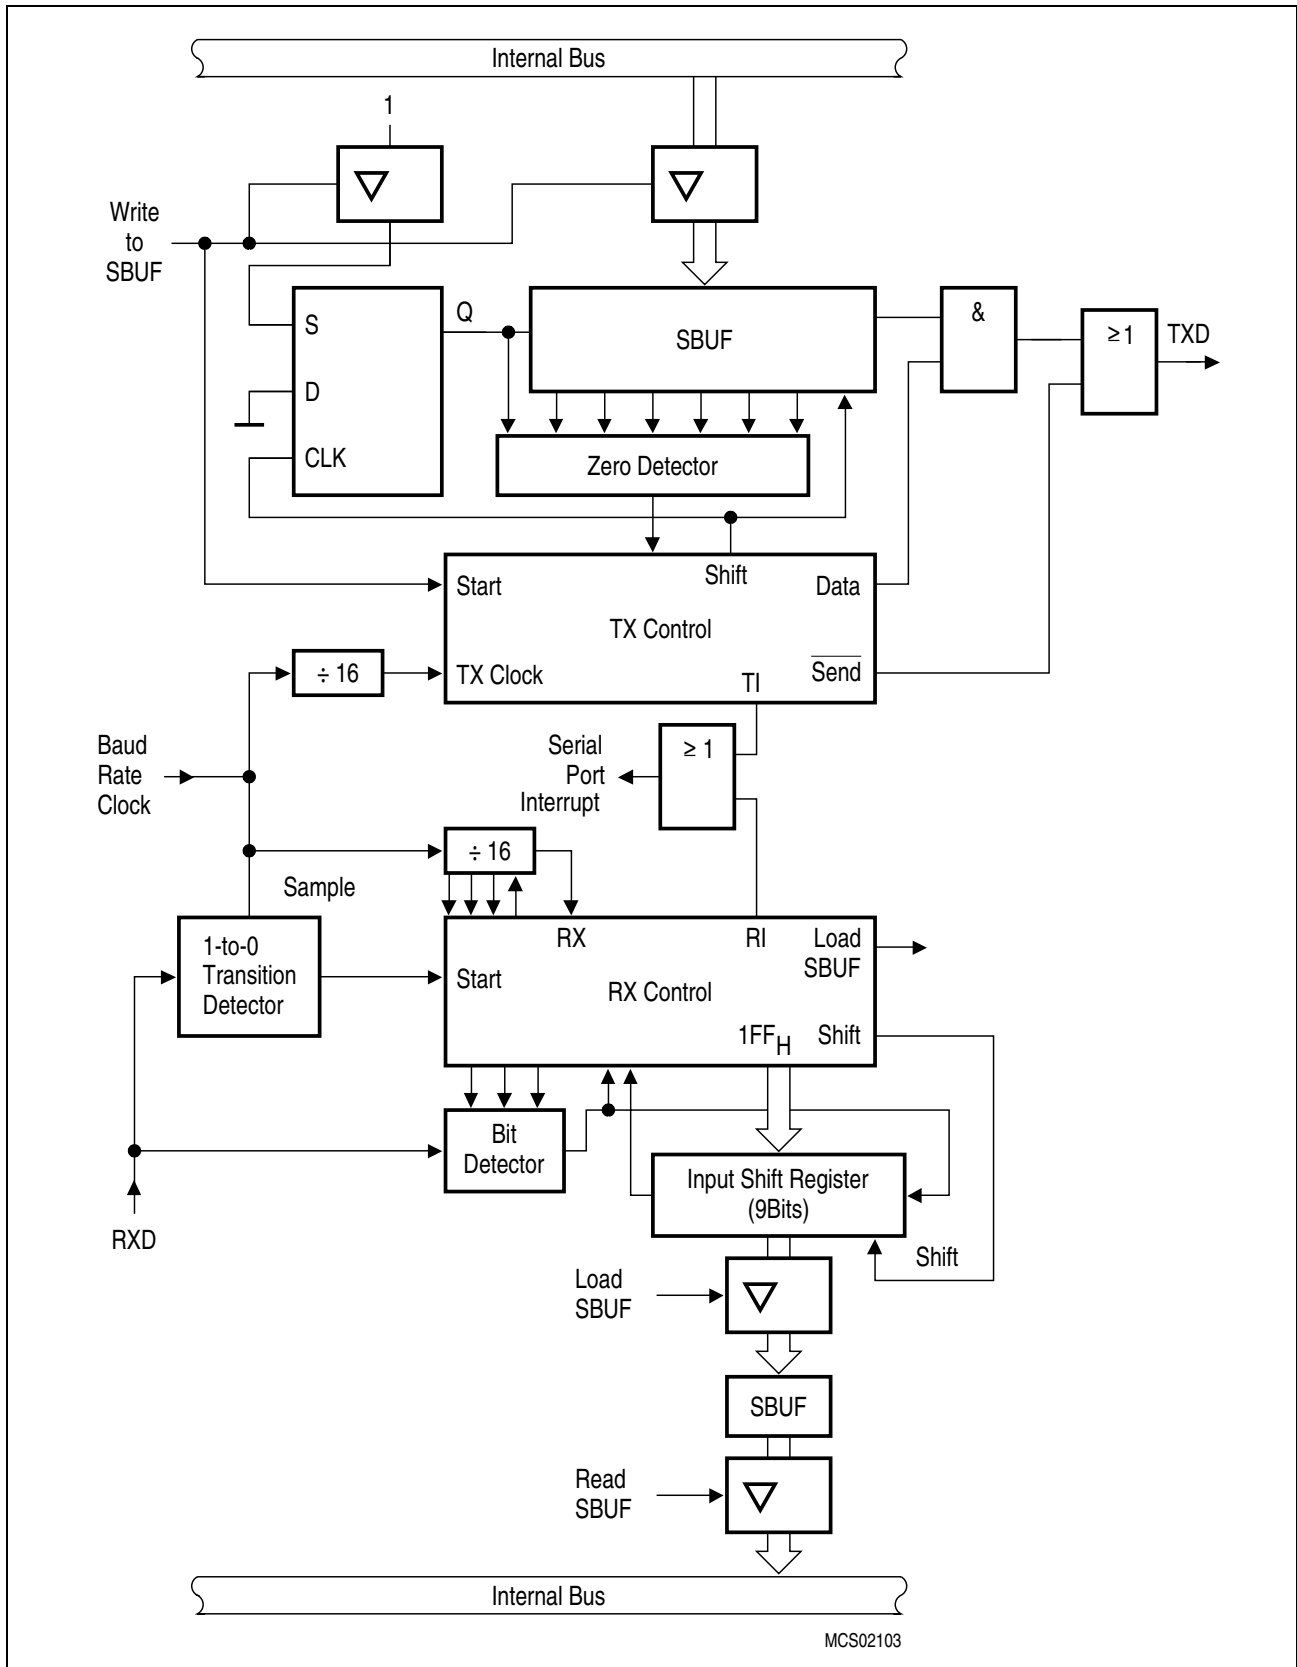 Internal Bus
1
Write
to
SBUF
S
Q
D
CLK
SBUF
&
≥ 1
TXD
Zero Detector
Start
Shift
Data
TX Control
÷ 16
TX Clock
Send
TI
Baud
Rate
Clock
Serial
Port
Interrupt
≥ 1
÷ 16
Sample
1-to-0
Transition
Detector
RX
RI
Load
SBUF
Start
RX Control
1FFH
Shift
Bit
Detector
Input Shift Register
(9Bits)
RXD
Shift
Load
SBUF
SBUF
Read
SBUF
Internal Bus
MCS02103